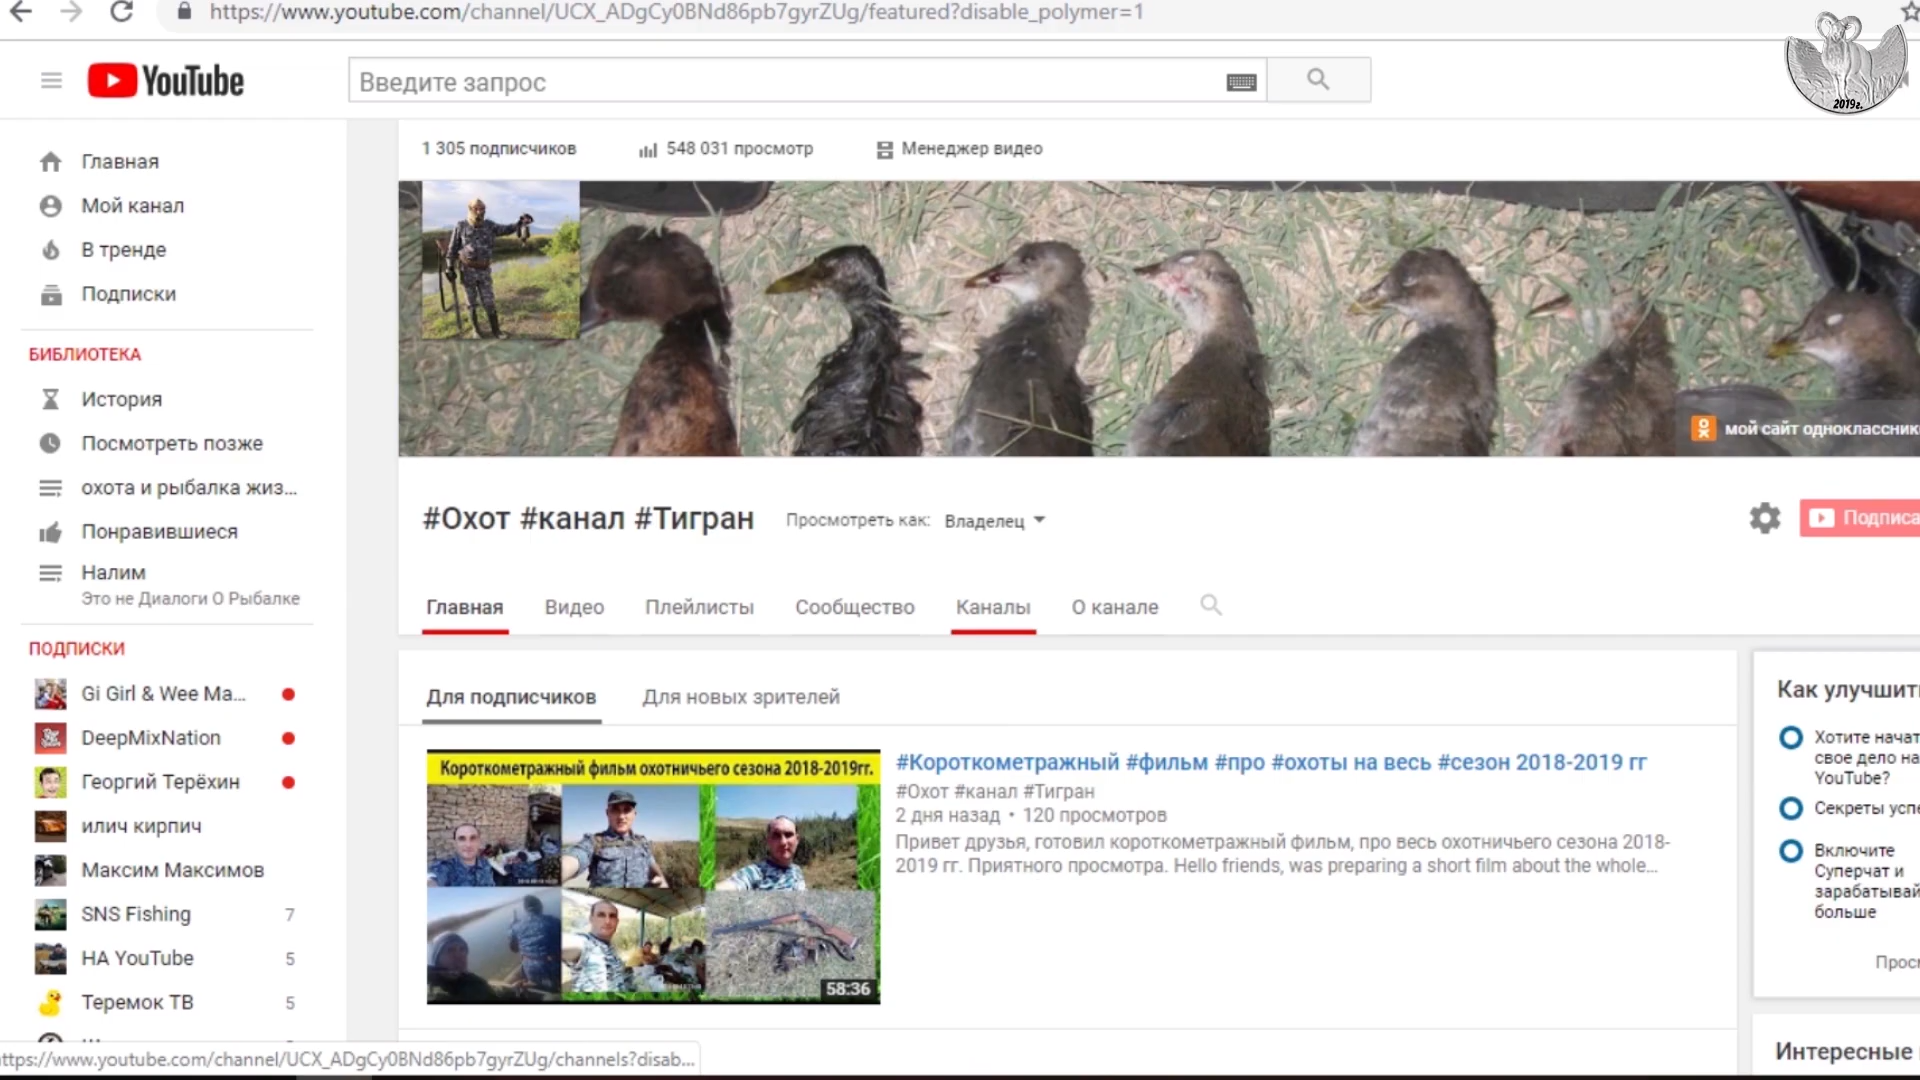 https://www.youtube.com/channel/UCX_ADgCy0BNd86pb7gyrZUg/featured?disable_polymer=1
YouTube
Введите запрос
2019г.
Главная
Мой канал
В тренде
Подписки
БИБЛИОТЕКА
История
Посмотреть позже
охота и рыбалка жиз...
Понравившиеся
Налим
Это не Диалоги О Рыбалке
ПОДПИСКИ
Gi Girl & Wee Ma...
DeepMixNation
Георгий Терёхин
илич кирпич
Максим Максимов
SNS Fishing 7
НА YouTube 5
Теремок ТВ 5
1 305 подписчиков 548 031 просмотр Менеджер видео
мой сайт одноклассник
#Охот #канал #Тигран Просмотреть как: Владелец
Подписа
Главная Видео Плейлисты Сообщество Каналы О канале
Для подписчиков Для новых зрителей
Короткометражный фильм охотничьего сезона 2018-2019гг.
58:36
#Короткометражный #фильм #про #охоты на весь #сезон 2018-2019 гг
#Охот #канал #Тигран
2 дня назад • 120 просмотров
Привет друзья, готовил короткометражный фильм, про весь охотничьего сезона 2018-
2019 гг. Приятного просмотра. Hello friends, was preparing a short film about the whole...
Как улучшит
Хотите начат
свое дело на
YouTube?
Секреты успе
Включите
Суперчат и
зарабатывай
больше
Прос
Интересные
ttps://www.youtube.com/channel/UCX_ADgCy0BNd86pb7gyrZUg/channels?disab...